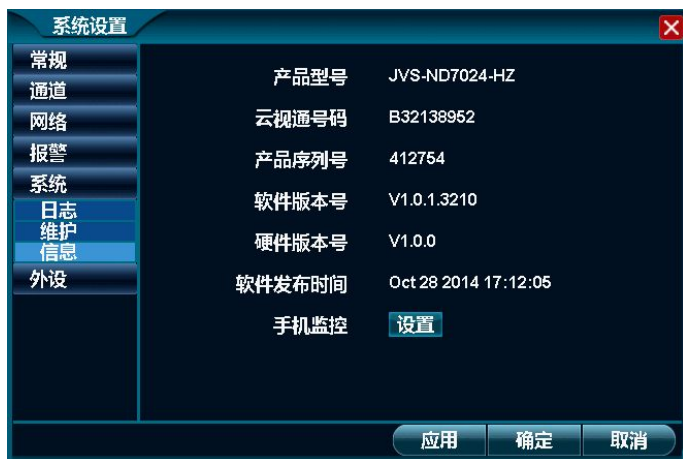 系统设置
常规
通道
网络
报警
系统
日志
维护
信息
外设
产品型号 JVS-ND7024-HZ
云视通号码 B32138952
产品序列号 412754
软件版本号 V1.0.1.3210
硬件版本号 V1.0.0
软件发布时间 Oct 28 2014 17:12:05
手机监控 设置
应用 确定 取消